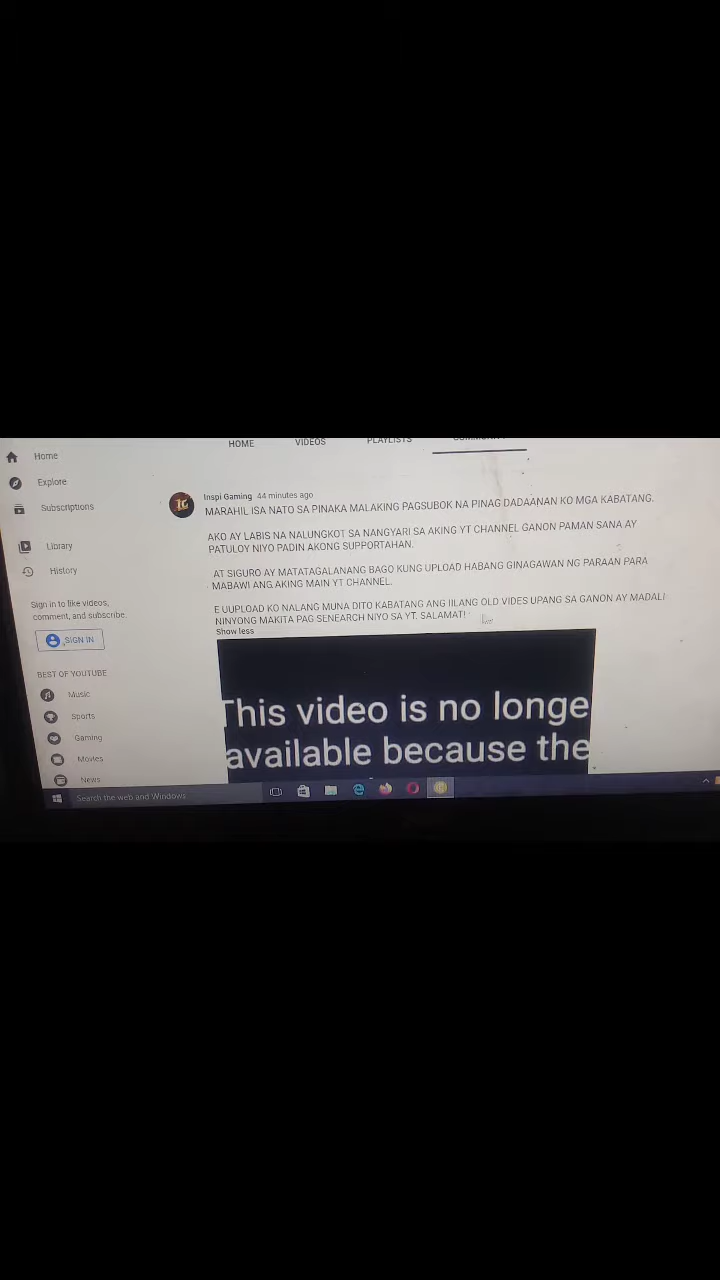 HOME VIDEOS PLAYLISTS
Home
Explore
Subscriptions
Library
History
Sign in to like videos,
comment, and subscribe.
SIGN IN
BEST OF YOUTUBE
Music
Sports
Gaming
Movies
News
Inspi Gaming 44 minutes ago
MARAHIL ISA NATO SA PINAKA MALAKING PAGSUBOK NA PINAG DADAANAN KO MGA KABATANG.
AKO AY LABIS NA NALUNGKOT SA NANGYARI SA AKING YT CHANNEL GANON PAMAN SANA AY
PATULOY NIYO PADIN AKONG SUPPORTAHAN.
AT SIGURO AY MATATAGALANANG BAGO KUNG UPLOAD HABANG GINAGAWAN NG PARAAN PARA
MABAWI ANG AKING MAIN YT CHANNEL.
E UUPLOAD KO NALANG MUNA DITO KABATANG ANG IILANG OLD VIDES UPANG SA GANON AY MADALI
NINYONG MAKITA PAG SENEARCH NIYO SA YT. SALAMAT!
Show less
This video is no longe
available because the
Search the web and Windows